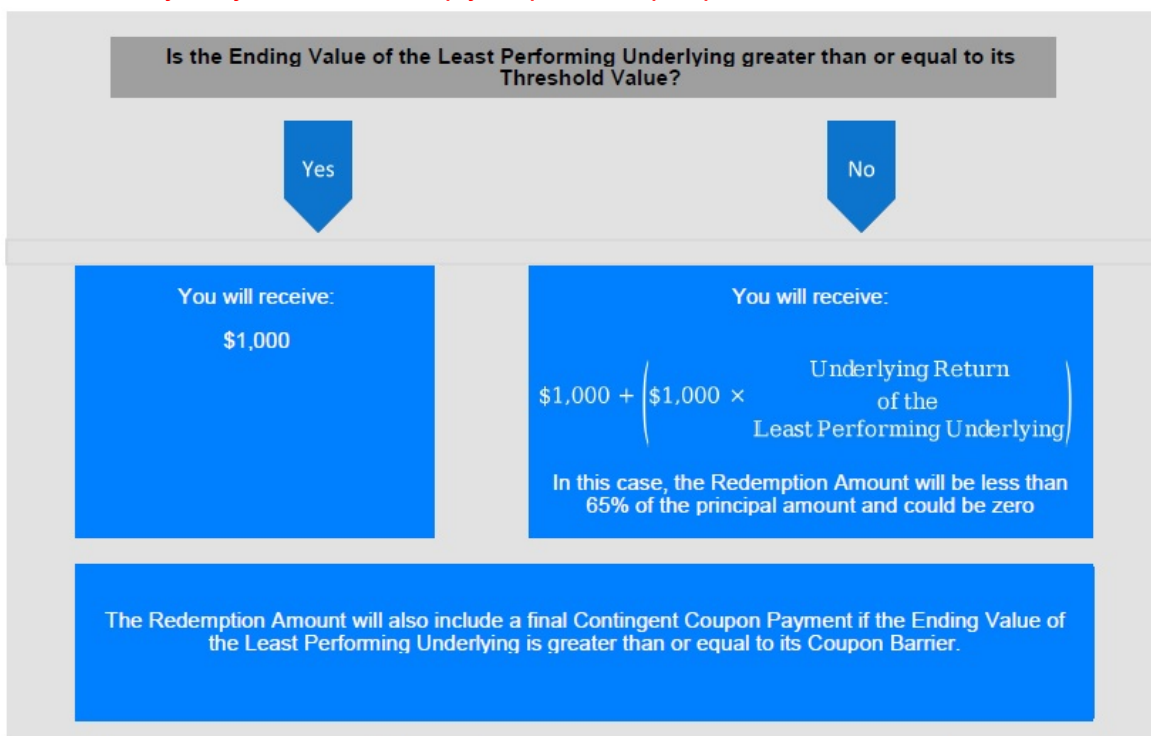 Is the Ending Value of the Least Performing Underlying greater than or equal to its
Threshold Value?
Yes
No
You will receive:
$1,000
You will receive:
$1,000 + ($1,000 × Underlying Return
of the
Least Performing Underlying)
In this case, the Redemption Amount will be less than
65% of the principal amount and could be zero
The Redemption Amount will also include a final Contingent Coupon Payment if the Ending Value of
the Least Performing Underlying is greater than or equal to its Coupon Barrier.